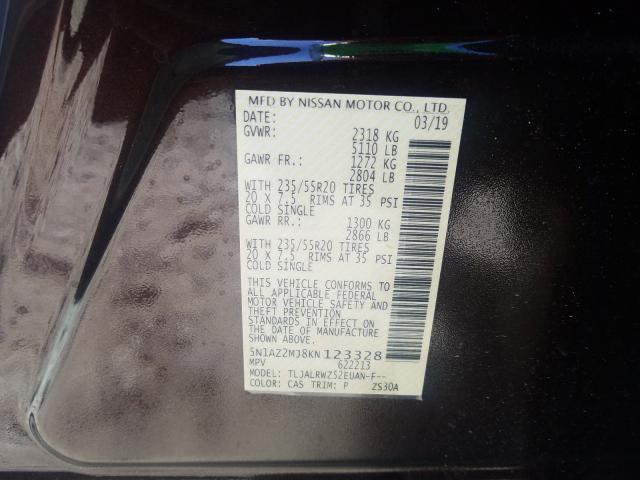 MFD BY NISSAN MOTOR CO., LTD.
DATE: 03/19
GVWR: 2318 KG
5110 LB
GAWR FR.: 1272 KG
2804 LB
WITH 235/55R20 TIRES
20 x 7.5 RIMS AT 35 PSI
COLD SINGLE
GAWR RR.: 1300 KG
2866 LB
WITH 235/55R20 TIRES
20 x 7.5 RIMS AT 35 PSI
COLD SINGLE
THIS VEHICLE CONFORMS TO
ALL APPLICABLE FEDERAL
MOTOR VEHICLE SAFETY AND
THEFT PREVENTION
STANDARDS IN EFFECT ON
THE DATE OF MANUFACTURE
SHOWN ABOVE.
5N1AZ2MJ8KN123328
MPV 622213
MODEL: TLJALRWZS2EUAN-F--
COLOR: CAS TRIM: P ZS30A